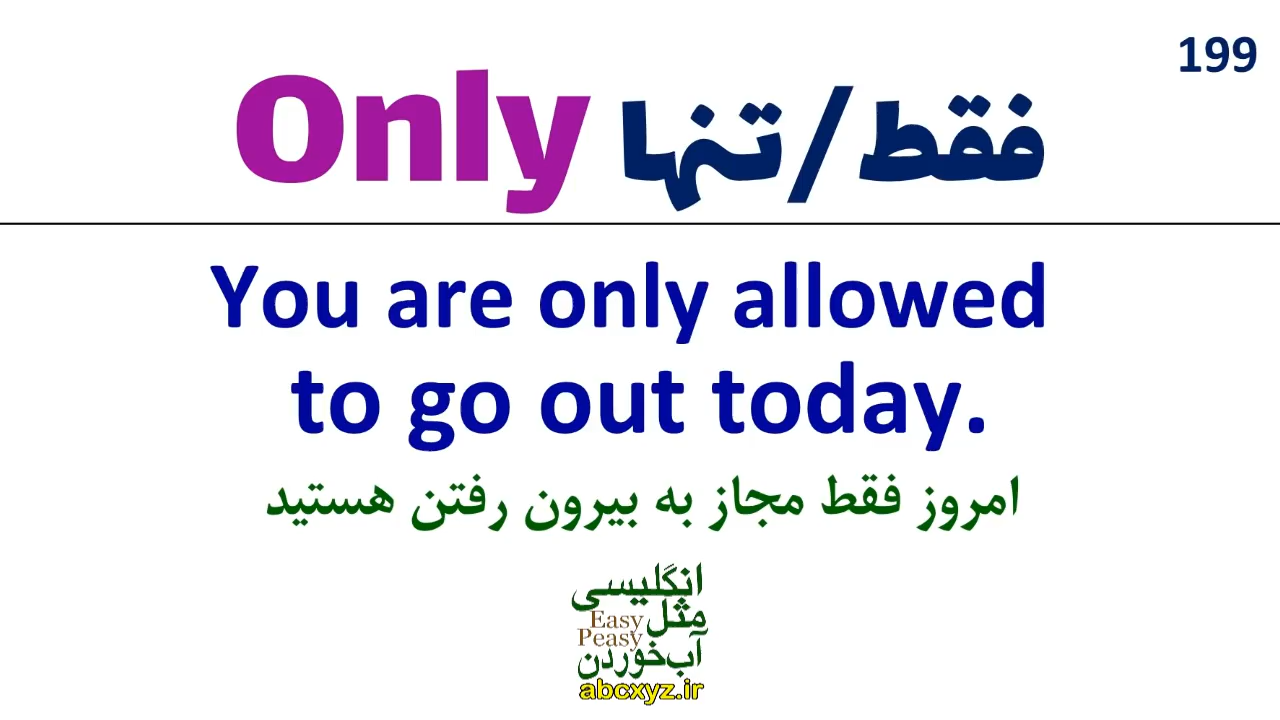 199
Only فقط/تنها
You are only allowed
to go out today.
امروز فقط مجاز به بیرون رفتن هستید
انگلیسی
مثل
Easy
Peasy
آب‌خوردن
abcxyz.ir